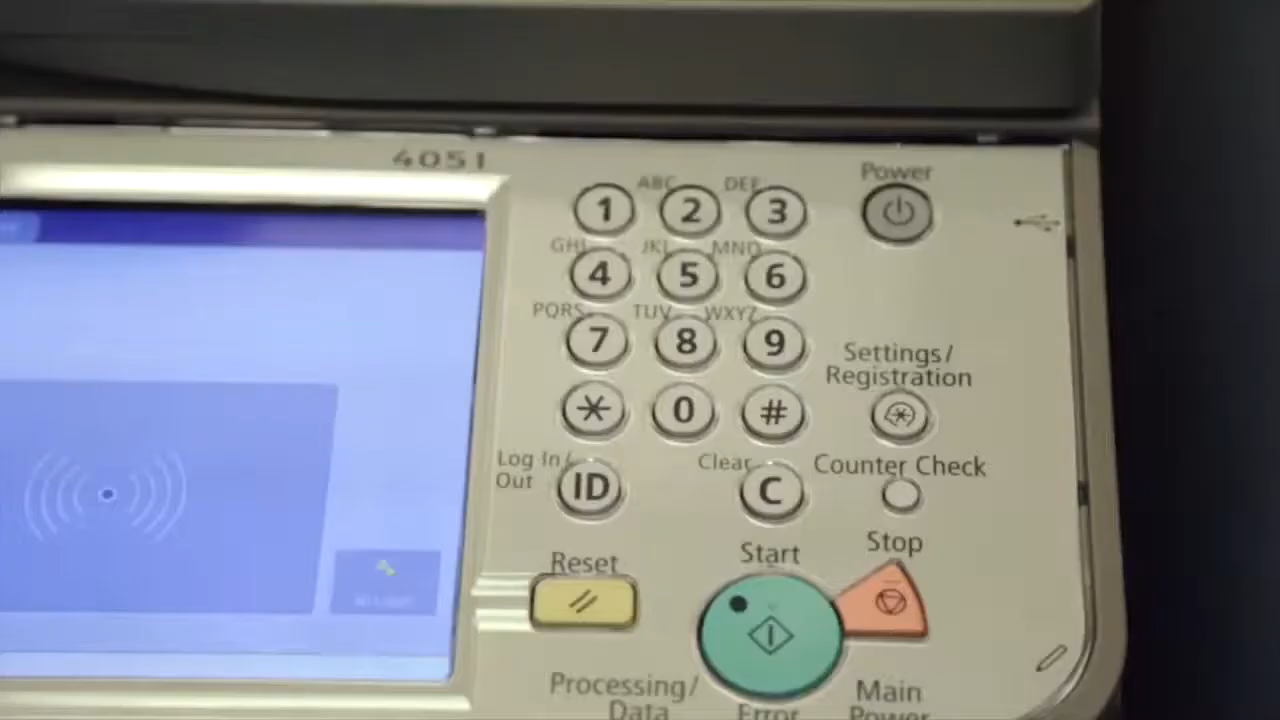 4051
ABC DEF
1 2 3
Power
GHI JKL MNO
4 5 6
PQRS TUV WXYZ
7 8 9
Settings/
Registration
* 0 #
Log In/
Out
ID
Clear
C
Counter Check
Reset
Start
Stop
Processing/
Data
Error
Main
Power